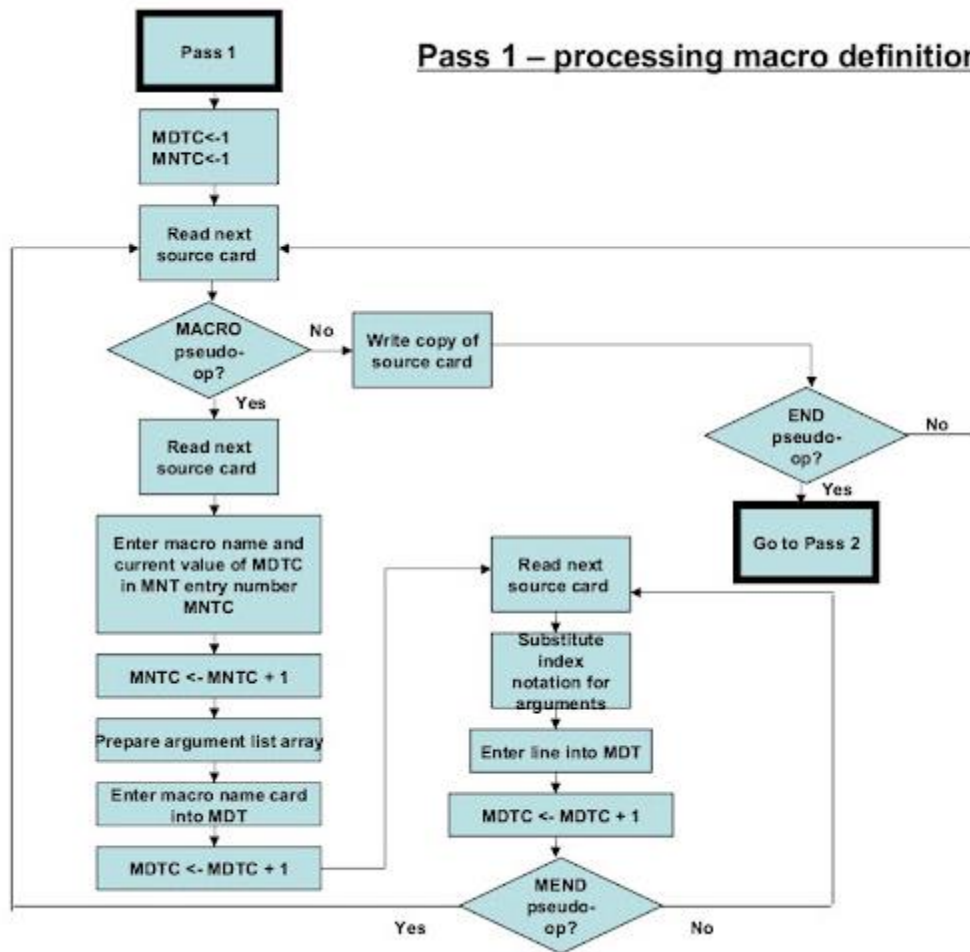 Pass 1
Pass 1 – processing macro definition
MDTC<-1
MNTC<-1
Read next
source card
MACRO
pseudo-
op?
No
Write copy of
source card
Yes
END
pseudo-
op?
No
Yes
Go to Pass 2
Read next
source card
Enter macro name and
current value of MDTC
in MNT entry number
MNTC
MNTC <- MNTC + 1
Prepare argument list array
Enter macro name card
into MDT
MDTC <- MDTC + 1
Read next
source card
Substitute
index
notation for
arguments
Enter line into MDT
MDTC <- MDTC + 1
MEND
pseudo-
op?
Yes
No